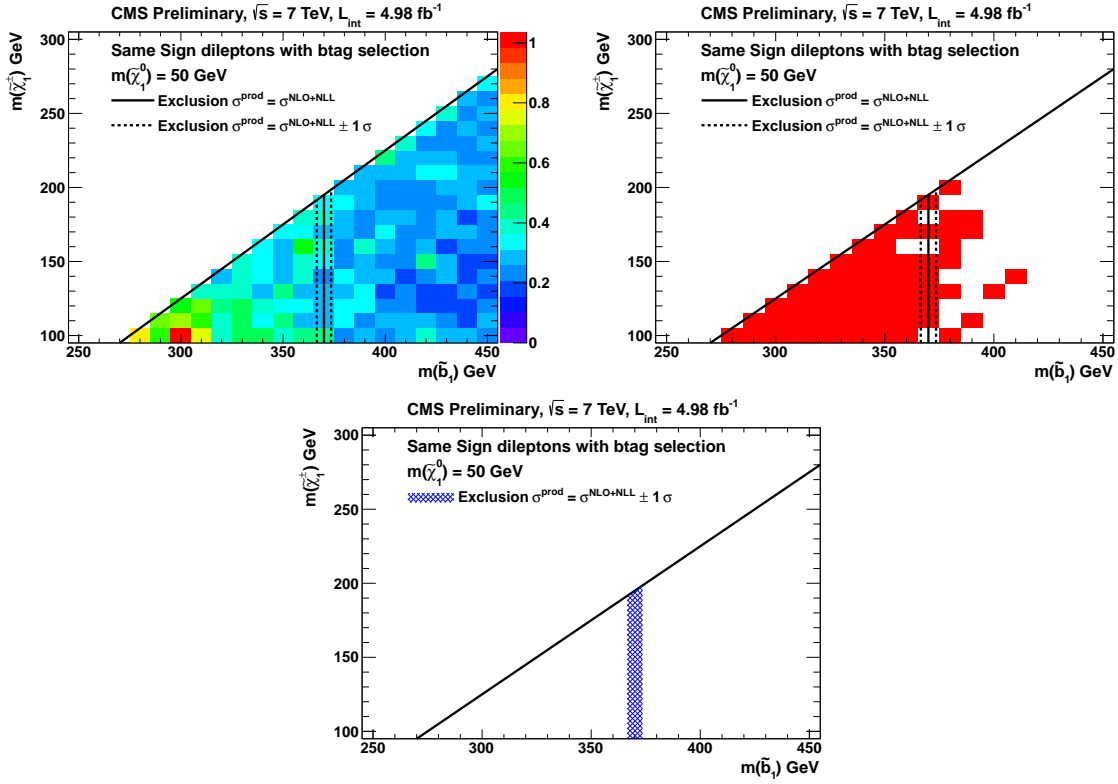 CMS Preliminary, √s = 7 TeV, L_int = 4.98 fb⁻¹
m(χ̃₁±) GeV
300
250
200
150
100
Same Sign dileptons with btag selection
m(χ̃₁⁰) = 50 GeV
Exclusion σ^prod = σ^NLO+NLL
Exclusion σ^prod = σ^NLO+NLL ± 1 σ
1
0.8
0.6
0.4
0.2
0
250 300 350 400 450
m(b̃₁) GeV
CMS Preliminary, √s = 7 TeV, L_int = 4.98 fb⁻¹
m(χ̃₁±) GeV
300
250
200
150
100
Same Sign dileptons with btag selection
m(χ̃₁⁰) = 50 GeV
Exclusion σ^prod = σ^NLO+NLL
Exclusion σ^prod = σ^NLO+NLL ± 1 σ
250 300 350 400 450
m(b̃₁) GeV
CMS Preliminary, √s = 7 TeV, L_int = 4.98 fb⁻¹
m(χ̃₁±) GeV
300
250
200
150
100
Same Sign dileptons with btag selection
m(χ̃₁⁰) = 50 GeV
Exclusion σ^prod = σ^NLO+NLL ± 1 σ
250 300 350 400 450
m(b̃₁) GeV